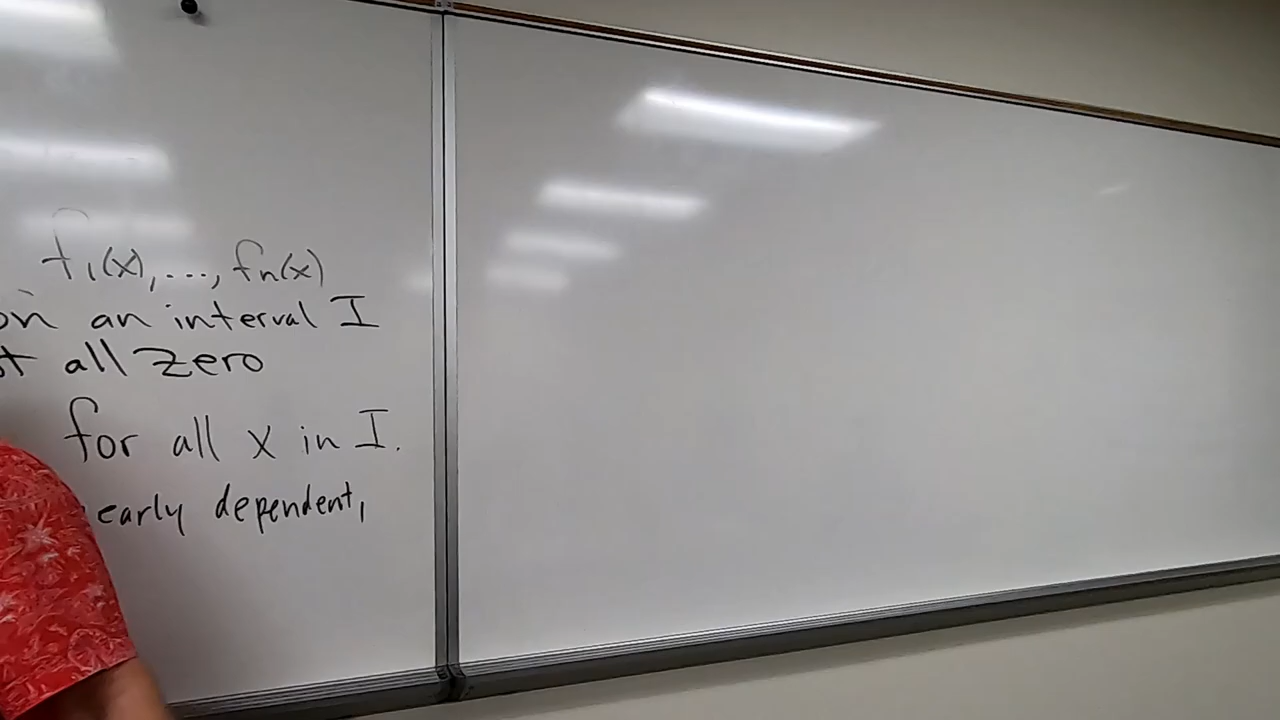 f₁(x), ..., fₙ(x)
on an interval I
all zero
for all x in I.
early dependent,